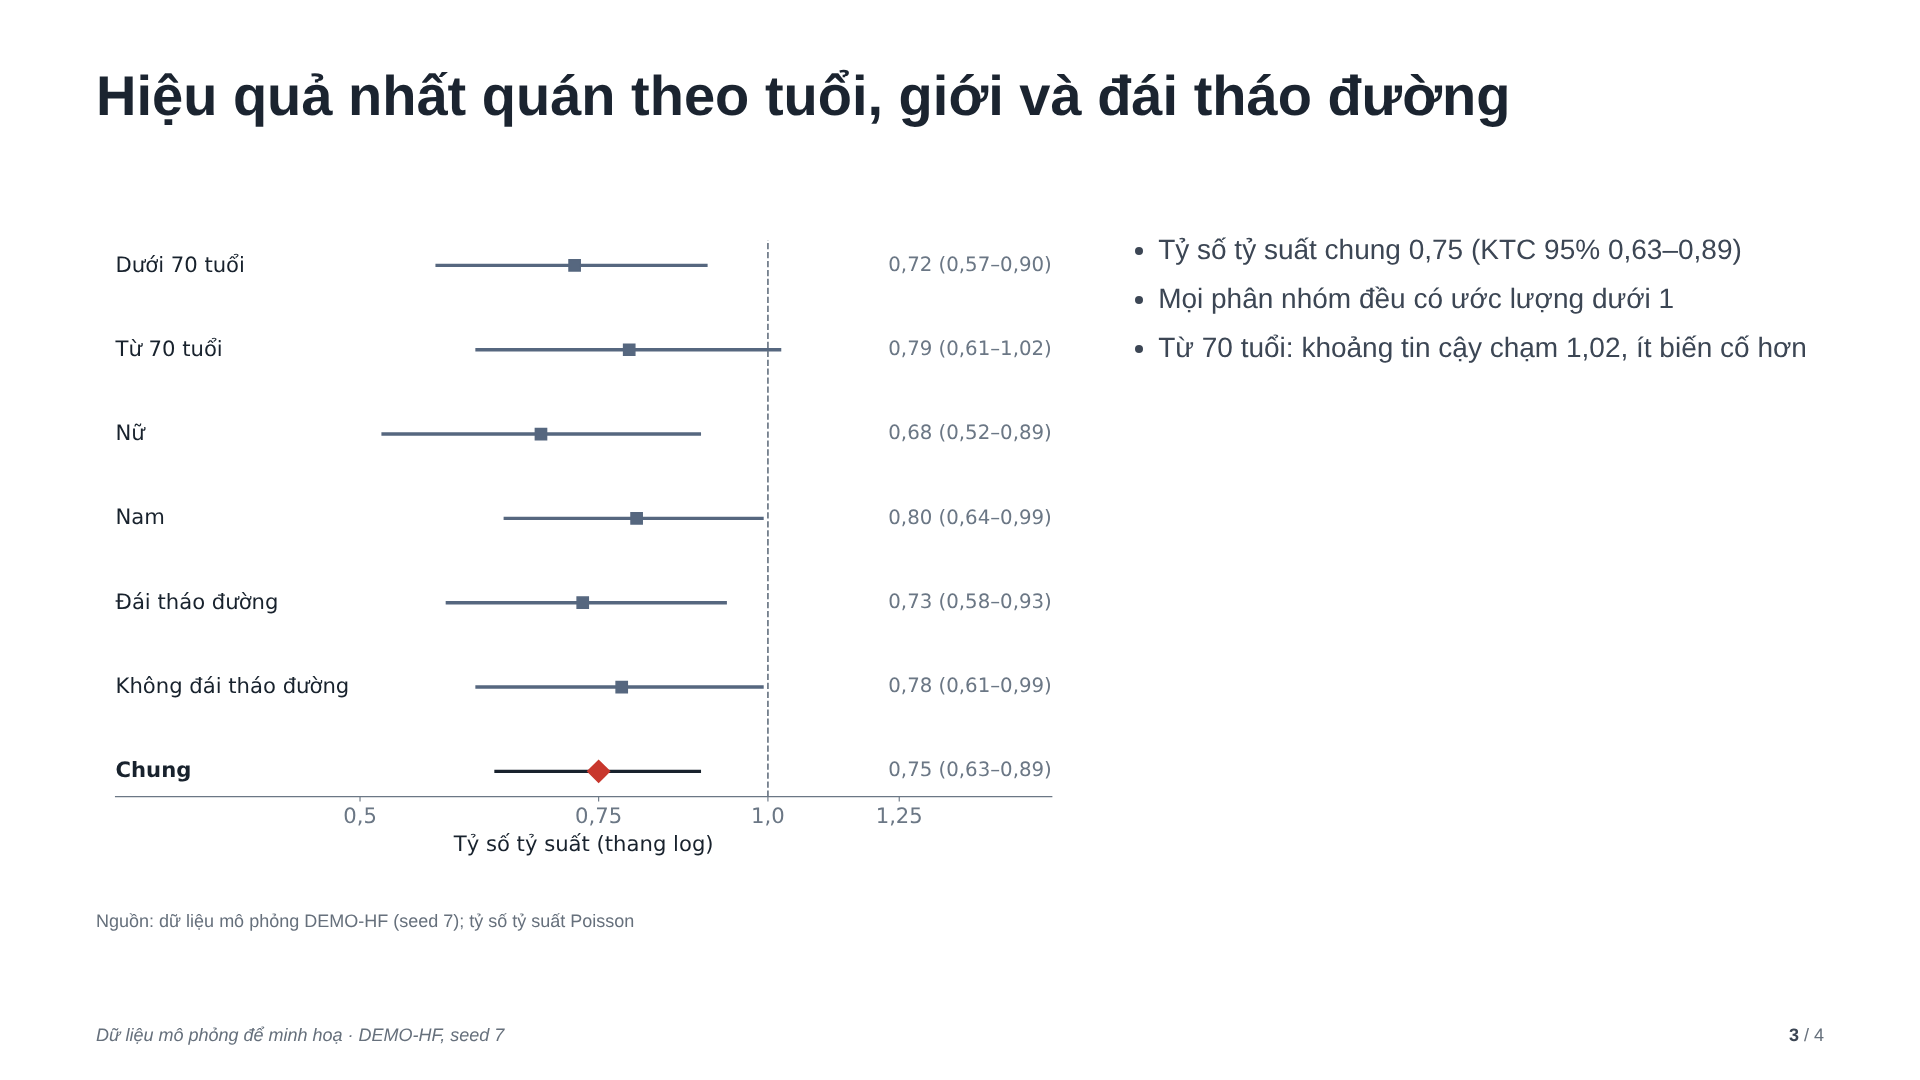 Hiệu quả nhất quán theo tuổi, giới và đái tháo đường
Dưới 70 tuổi 0,72 (0,57–0,90)
Từ 70 tuổi 0,79 (0,61–1,02)
Nữ 0,68 (0,52–0,89)
Nam 0,80 (0,64–0,99)
Đái tháo đường 0,73 (0,58–0,93)
Không đái tháo đường 0,78 (0,61–0,99)
Chung 0,75 (0,63–0,89)
0,5 0,75 1,0 1,25
Tỷ số tỷ suất (thang log)
• Tỷ số tỷ suất chung 0,75 (KTC 95% 0,63–0,89)
• Mọi phân nhóm đều có ước lượng dưới 1
• Từ 70 tuổi: khoảng tin cậy chạm 1,02, ít biến cố hơn
Nguồn: dữ liệu mô phỏng DEMO-HF (seed 7); tỷ số tỷ suất Poisson
Dữ liệu mô phỏng để minh hoạ · DEMO-HF, seed 7
3 / 4